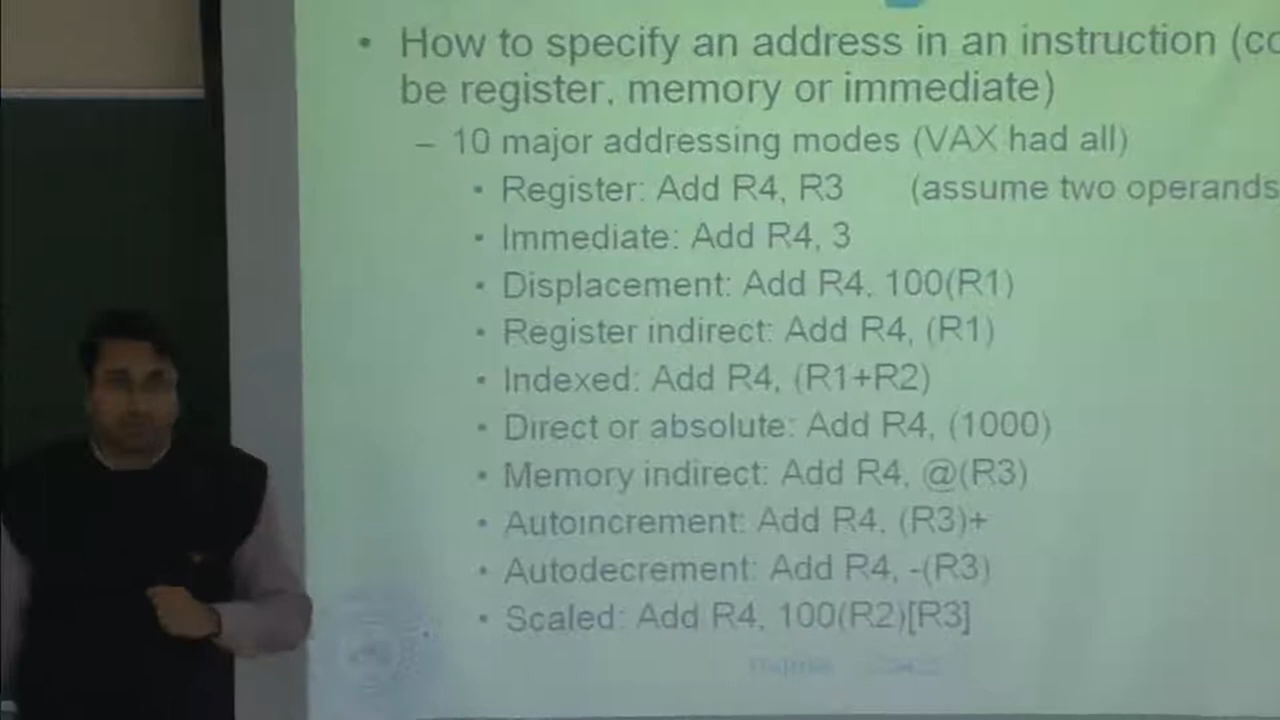 • How to specify an address in an instruction (co
be register, memory or immediate)
– 10 major addressing modes (VAX had all)
• Register: Add R4, R3 (assume two operands
• Immediate: Add R4, 3
• Displacement: Add R4, 100(R1)
• Register indirect: Add R4, (R1)
• Indexed: Add R4, (R1+R2)
• Direct or absolute: Add R4, (1000)
• Memory indirect: Add R4, @(R3)
• Autoincrement: Add R4, (R3)+
• Autodecrement: Add R4, -(R3)
• Scaled: Add R4, 100(R2)[R3]